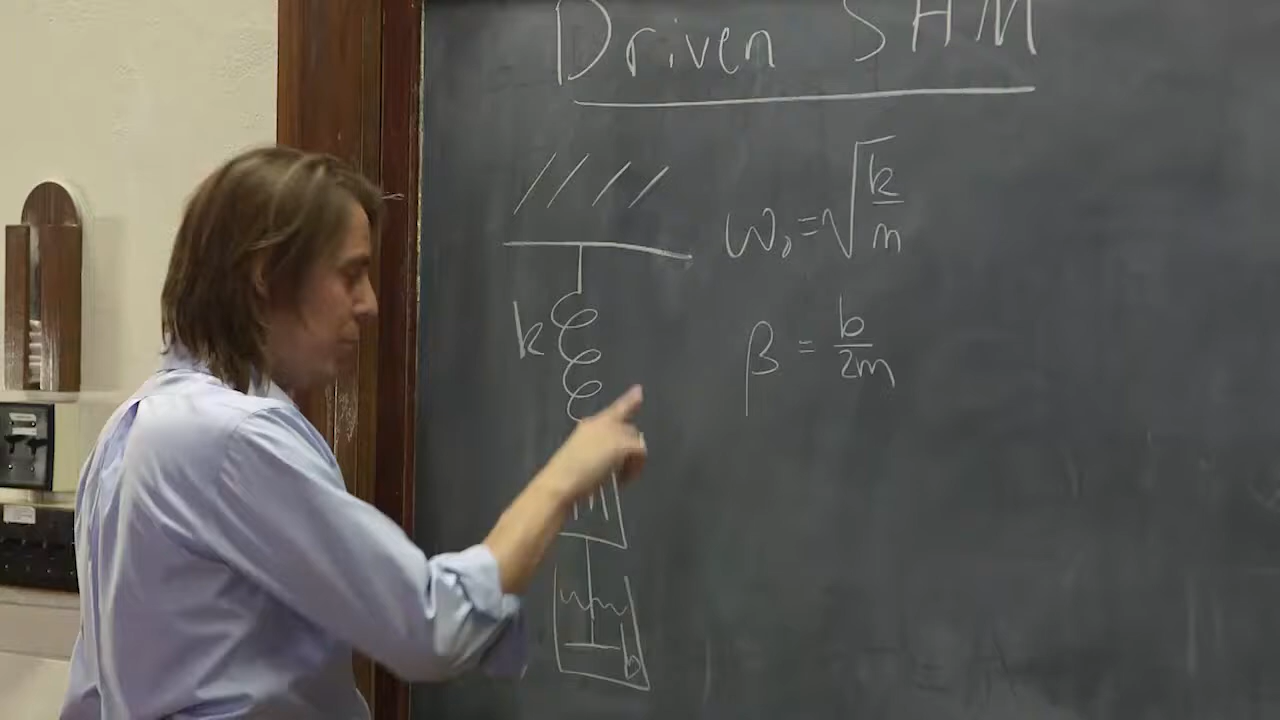 Driven SHM
ω₀ = √(k/m)
k
β = b/2m
m
b